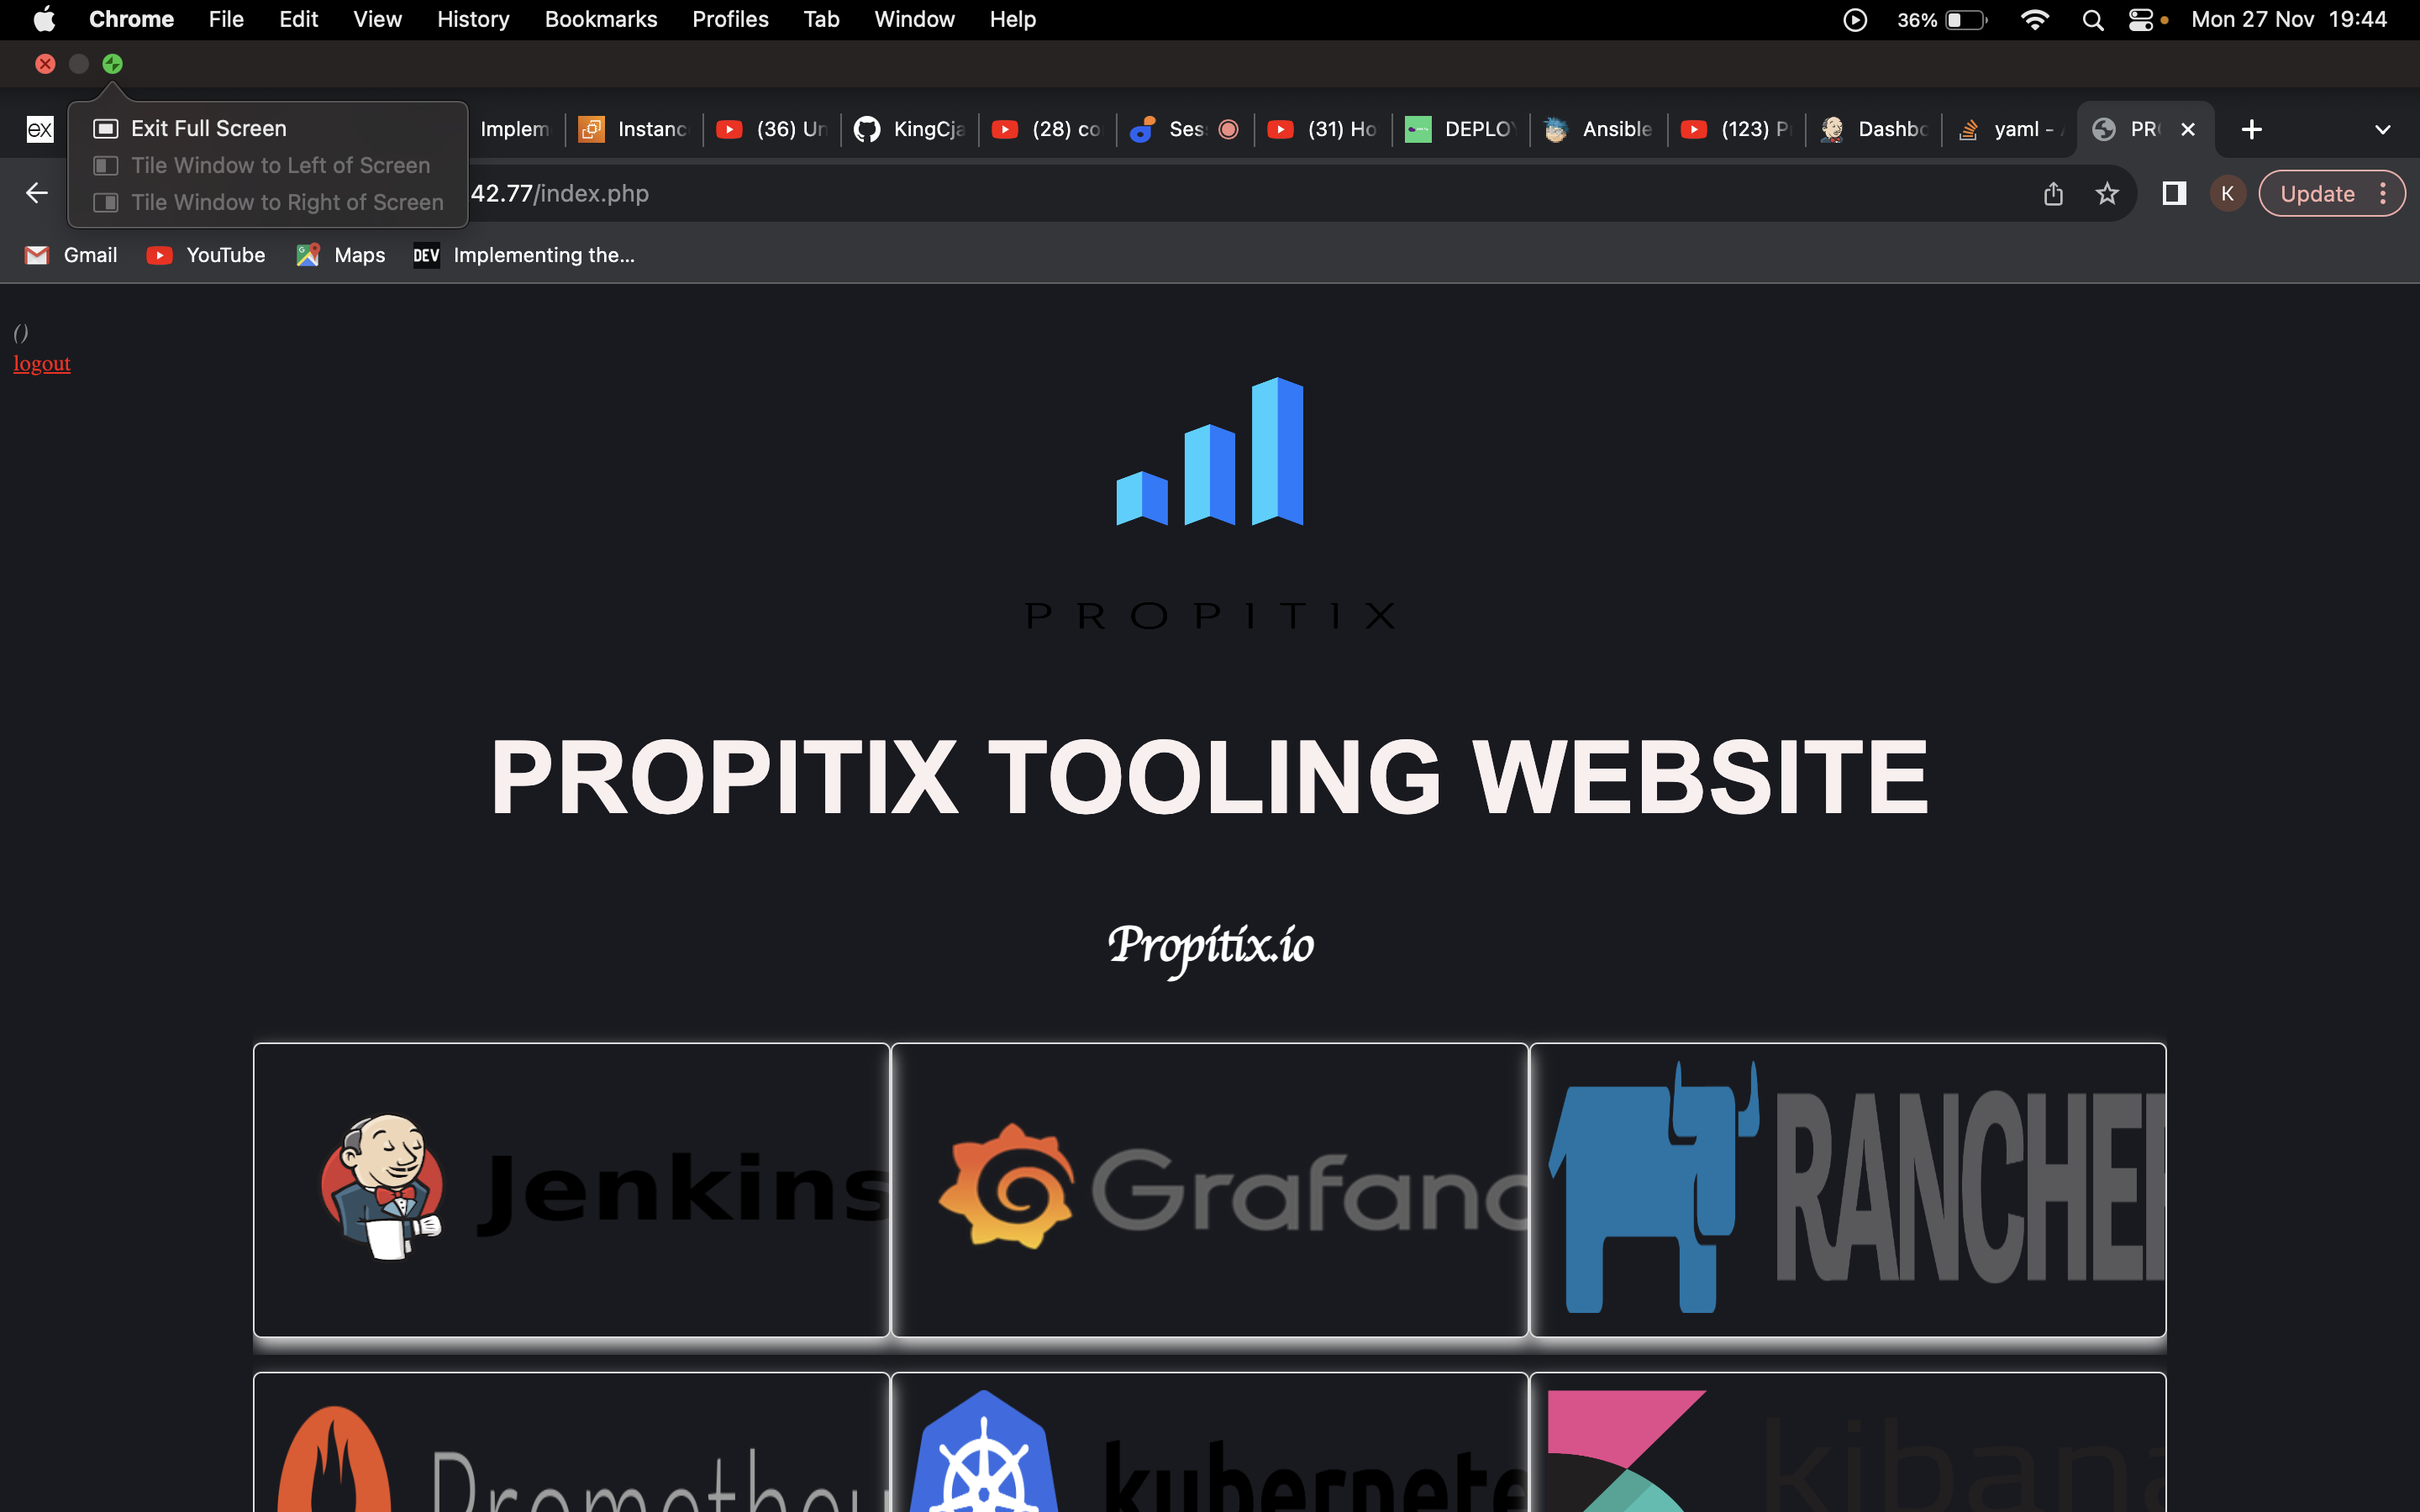 Chrome File Edit View History Bookmarks Profiles Tab Window Help 36% Mon 27 Nov 19:44
Exit Full Screen
Tile Window to Left of Screen
Tile Window to Right of Screen
ex Implem Instanc (36) Un KingCja (28) co Ses (31) Ho DEPLO Ansible (123) P Dashbo yaml - PR
42.77/index.php K Update
Gmail YouTube Maps DEV Implementing the...
()
logout
PROPITIX
PROPITIX TOOLING WEBSITE
Propitix.io
Jenkins Grafana RANCHER
Prometheu kubernete kibana